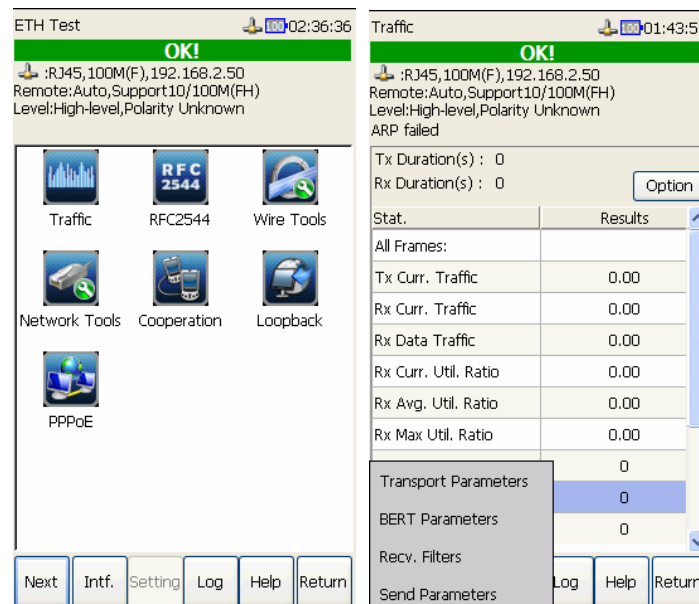 ETH Test 100 02:36:36
OK!
:RJ45,100M(F),192.168.2.50
Remote:Auto,Support10/100M(FH)
Level:High-level,Polarity Unknown
Traffic
RFC
2544
RFC2544
Wire Tools
Network Tools
Cooperation
Loopback
PPPoE
Next
Intf.
Setting
Log
Help
Return
Traffic 100 01:43:5
OK!
:RJ45,100M(F),192.168.2.50
Remote:Auto,Support10/100M(FH)
Level:High-level,Polarity Unknown
ARP failed
Tx Duration(s) : 0
Rx Duration(s) : 0
Option
Stat. Results
All Frames:
Tx Curr. Traffic 0.00
Rx Curr. Traffic 0.00
Rx Data Traffic 0.00
Rx Curr. Util. Ratio 0.00
Rx Avg. Util. Ratio 0.00
Rx Max Util. Ratio 0.00
0
0
0
Transport Parameters
BERT Parameters
Recv. Filters
Send Parameters
Log
Help
Return